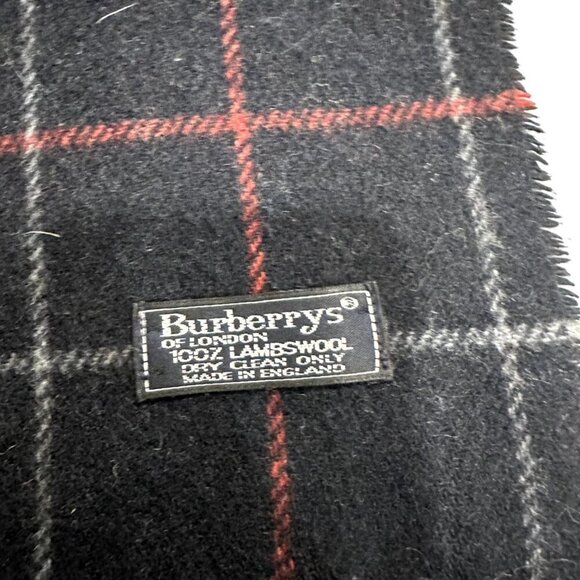 Burberrys®
OF LONDON
100% LAMBSWOOL
DRY CLEAN ONLY
MADE IN ENGLAND